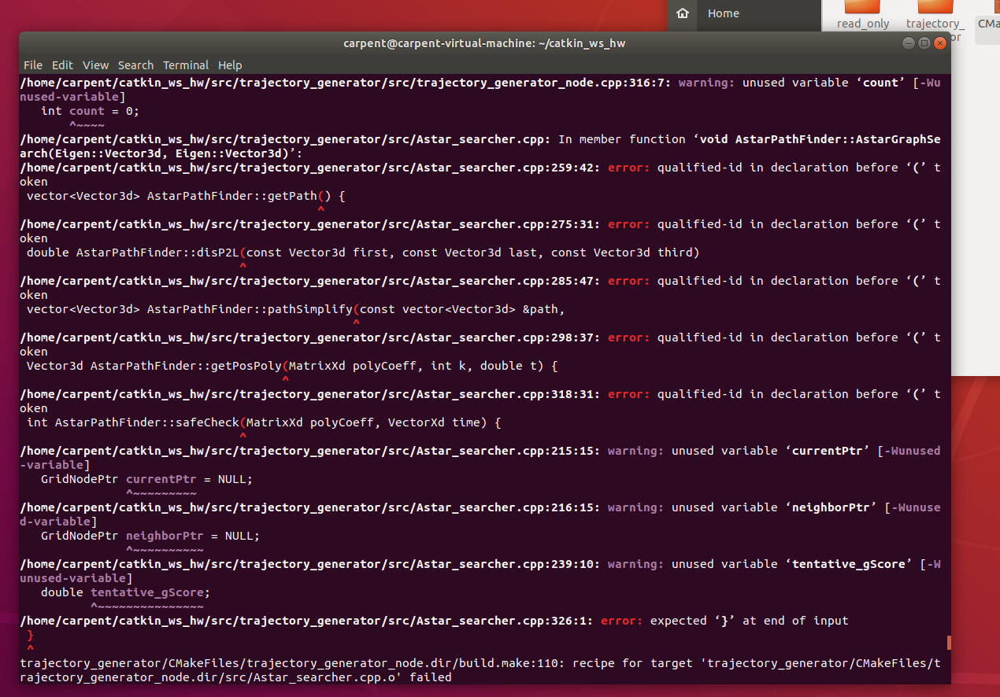 Home
read_only
trajectory_
or
CMa
carpent@carpent-virtual-machine: ~/catkin_ws_hw
File Edit View Search Terminal Help
/home/carpent/catkin_ws_hw/src/trajectory_generator/src/trajectory_generator_node.cpp:316:7: warning: unused variable ‘count’ [-Wu
nused-variable]
   int count = 0;
       ^~~~~
/home/carpent/catkin_ws_hw/src/trajectory_generator/src/Astar_searcher.cpp: In member function ‘void AstarPathFinder::AstarGraphSe
arch(Eigen::Vector3d, Eigen::Vector3d)’:
/home/carpent/catkin_ws_hw/src/trajectory_generator/src/Astar_searcher.cpp:259:42: error: qualified-id in declaration before ‘(’ t
oken
 vector<Vector3d> AstarPathFinder::getPath() {
                                          ^
/home/carpent/catkin_ws_hw/src/trajectory_generator/src/Astar_searcher.cpp:275:31: error: qualified-id in declaration before ‘(’ t
oken
 double AstarPathFinder::disP2L(const Vector3d first, const Vector3d last, const Vector3d third)
                               ^
/home/carpent/catkin_ws_hw/src/trajectory_generator/src/Astar_searcher.cpp:285:47: error: qualified-id in declaration before ‘(’ t
oken
 vector<Vector3d> AstarPathFinder::pathSimplify(const vector<Vector3d> &path,
                                               ^
/home/carpent/catkin_ws_hw/src/trajectory_generator/src/Astar_searcher.cpp:298:37: error: qualified-id in declaration before ‘(’ t
oken
 Vector3d AstarPathFinder::getPosPoly(MatrixXd polyCoeff, int k, double t) {
                                     ^
/home/carpent/catkin_ws_hw/src/trajectory_generator/src/Astar_searcher.cpp:318:31: error: qualified-id in declaration before ‘(’ t
oken
 int AstarPathFinder::safeCheck(MatrixXd polyCoeff, VectorXd time) {
                               ^
/home/carpent/catkin_ws_hw/src/trajectory_generator/src/Astar_searcher.cpp:215:15: warning: unused variable ‘currentPtr’ [-Wunused
-variable]
   GridNodePtr currentPtr = NULL;
               ^~~~~~~~~~
/home/carpent/catkin_ws_hw/src/trajectory_generator/src/Astar_searcher.cpp:216:15: warning: unused variable ‘neighborPtr’ [-Wunuse
d-variable]
   GridNodePtr neighborPtr = NULL;
               ^~~~~~~~~~~
/home/carpent/catkin_ws_hw/src/trajectory_generator/src/Astar_searcher.cpp:239:10: warning: unused variable ‘tentative_gScore’ [-W
unused-variable]
   double tentative_gScore;
          ^~~~~~~~~~~~~~~~
/home/carpent/catkin_ws_hw/src/trajectory_generator/src/Astar_searcher.cpp:326:1: error: expected ‘}’ at end of input
 }
 ^
trajectory_generator/CMakeFiles/trajectory_generator_node.dir/build.make:110: recipe for target 'trajectory_generator/CMakeFiles/t
rajectory_generator_node.dir/src/Astar_searcher.cpp.o' failed